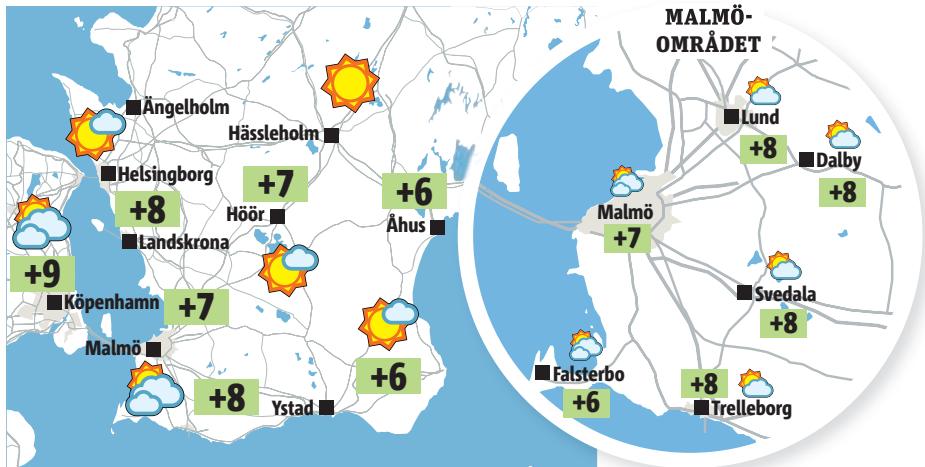 Ängelholm
Hässleholm
Helsingborg
+7
+6
+8
Höör
Åhus
Landskrona
+9
Köpenhamn
+7
Malmö
+6
+8
Ystad
MALMÖ-
OMRÅDET
Lund
+8
Dalby
+8
Malmö
+7
Svedala
+8
Falsterbo
+6
+8
Trelleborg